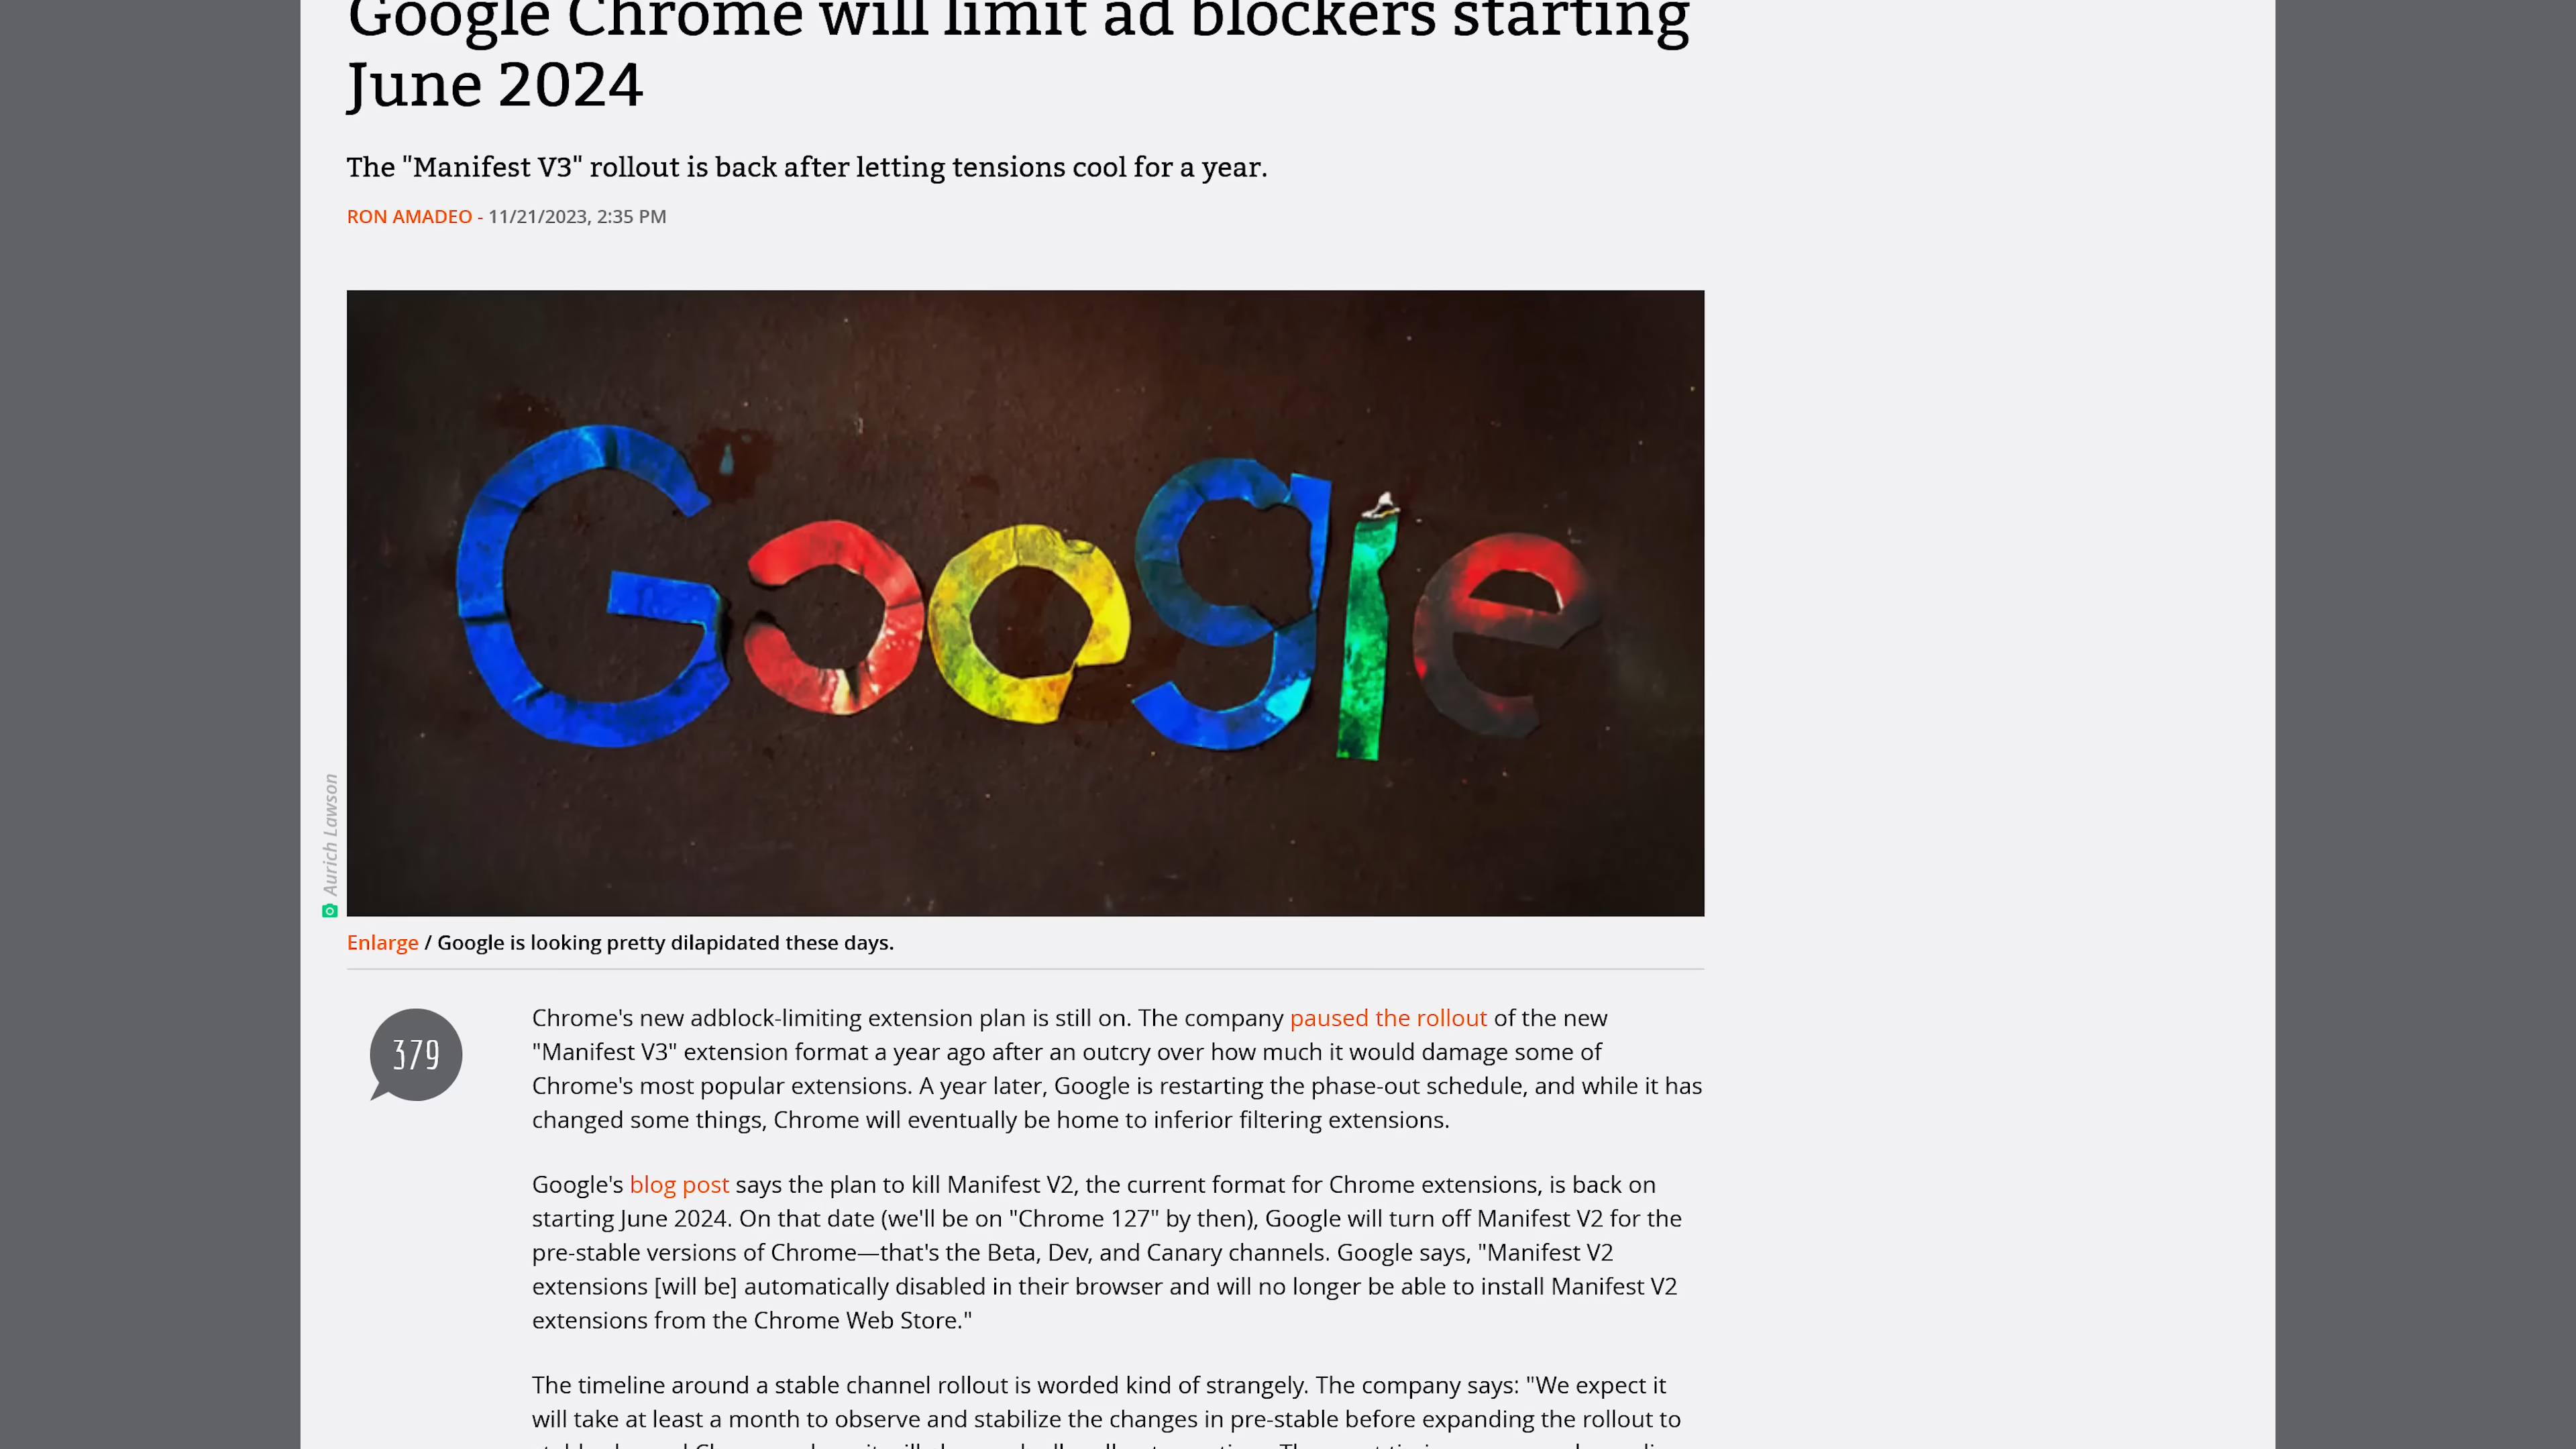 Google Chrome will limit ad blockers starting
June 2024
The "Manifest V3" rollout is back after letting tensions cool for a year.
RON AMADEO - 11/21/2023, 2:35 PM
Google
Aurich Lawson
Enlarge / Google is looking pretty dilapidated these days.
379
Chrome's new adblock-limiting extension plan is still on. The company paused the rollout of the new
"Manifest V3" extension format a year ago after an outcry over how much it would damage some of
Chrome's most popular extensions. A year later, Google is restarting the phase-out schedule, and while it has
changed some things, Chrome will eventually be home to inferior filtering extensions.
Google's blog post says the plan to kill Manifest V2, the current format for Chrome extensions, is back on
starting June 2024. On that date (we'll be on "Chrome 127" by then), Google will turn off Manifest V2 for the
pre-stable versions of Chrome—that's the Beta, Dev, and Canary channels. Google says, "Manifest V2
extensions [will be] automatically disabled in their browser and will no longer be able to install Manifest V2
extensions from the Chrome Web Store."
The timeline around a stable channel rollout is worded kind of strangely. The company says: "We expect it
will take at least a month to observe and stabilize the changes in pre-stable before expanding the rollout to